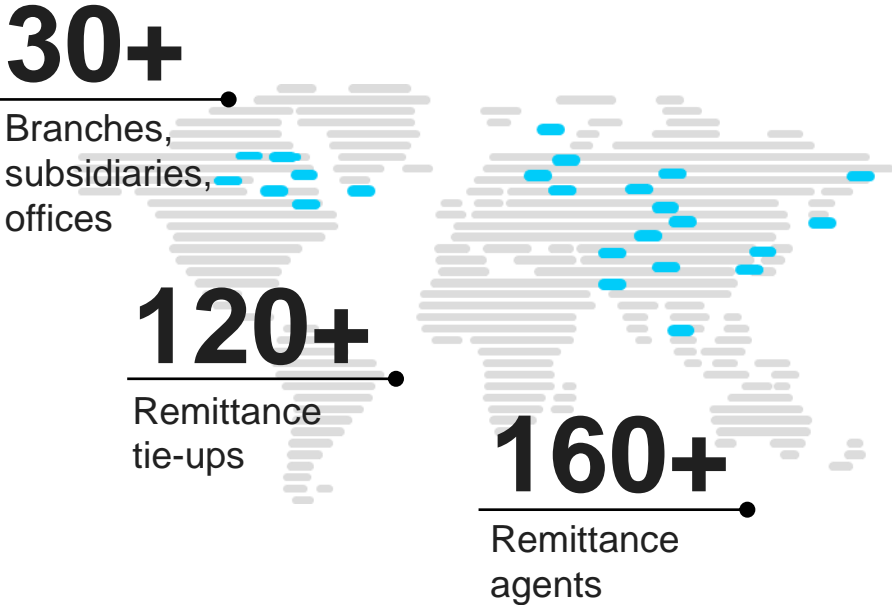 30+
Branches,
subsidiaries,
offices
120+
Remittance
tie-ups
160+
Remittance
agents